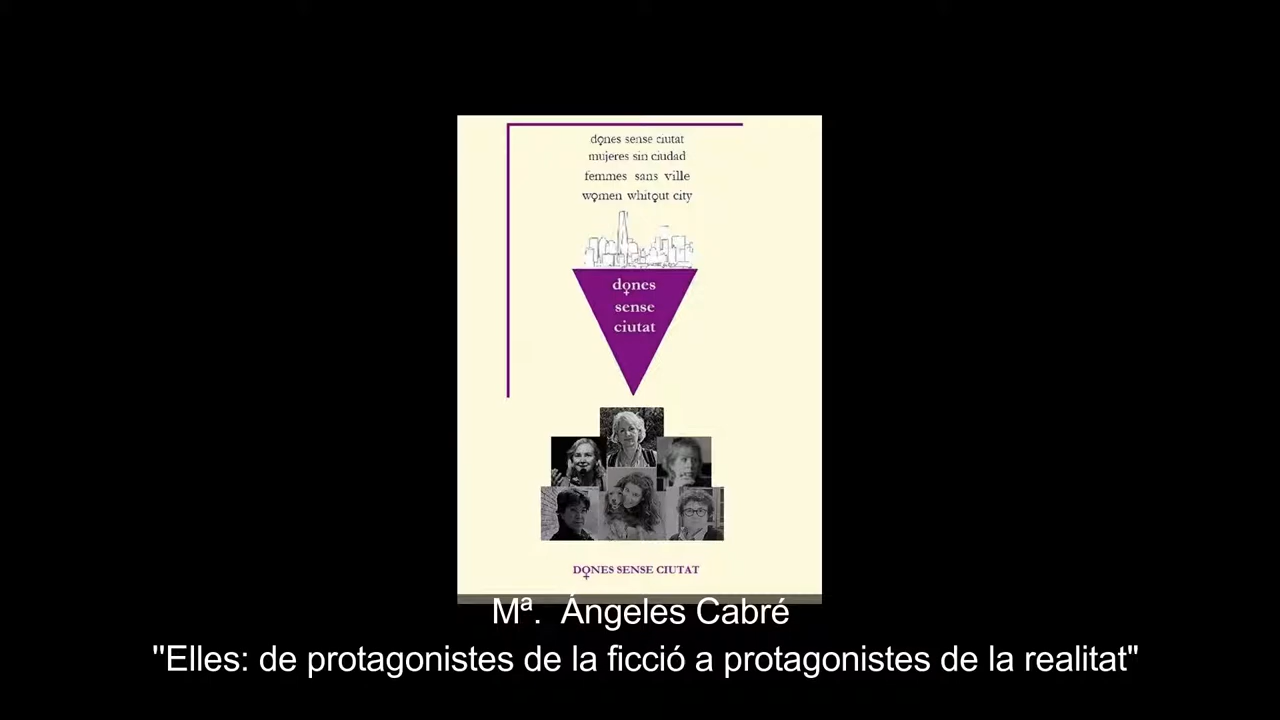 dones sense ciutat
mujeres sin ciudad
femmes sans ville
women whitout city
dones
sense
ciutat
DONES SENSE CIUTAT
Mª. Ángeles Cabré
"Elles: de protagonistes de la ficció a protagonistes de la realitat"